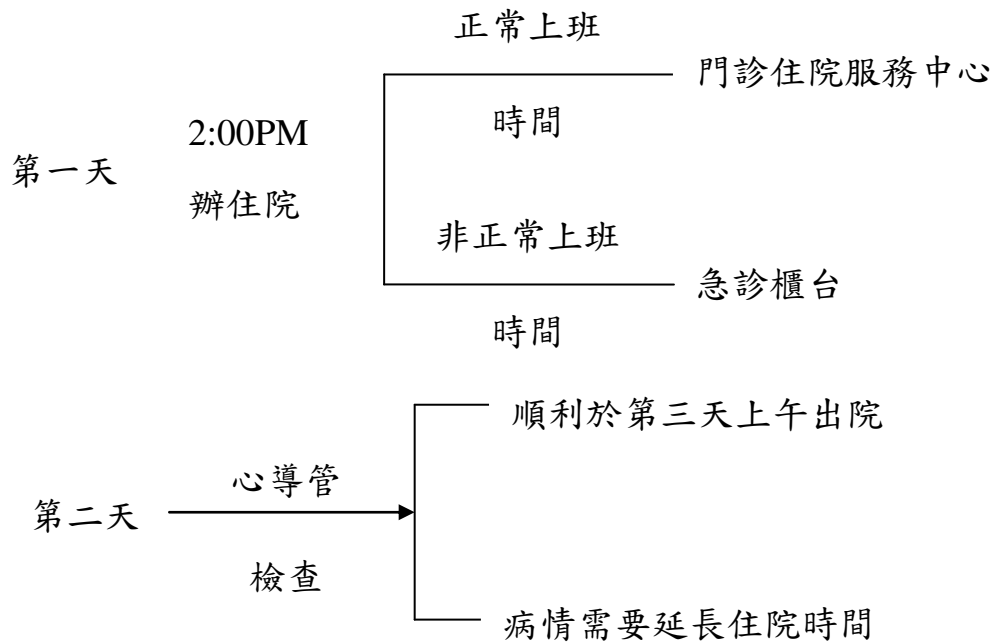 正常上班
門診住院服務中心
時間
2:00PM
第一天
辦住院
非正常上班
急診櫃台
時間
順利於第三天上午出院
心導管
第二天
檢查
病情需要延長住院時間